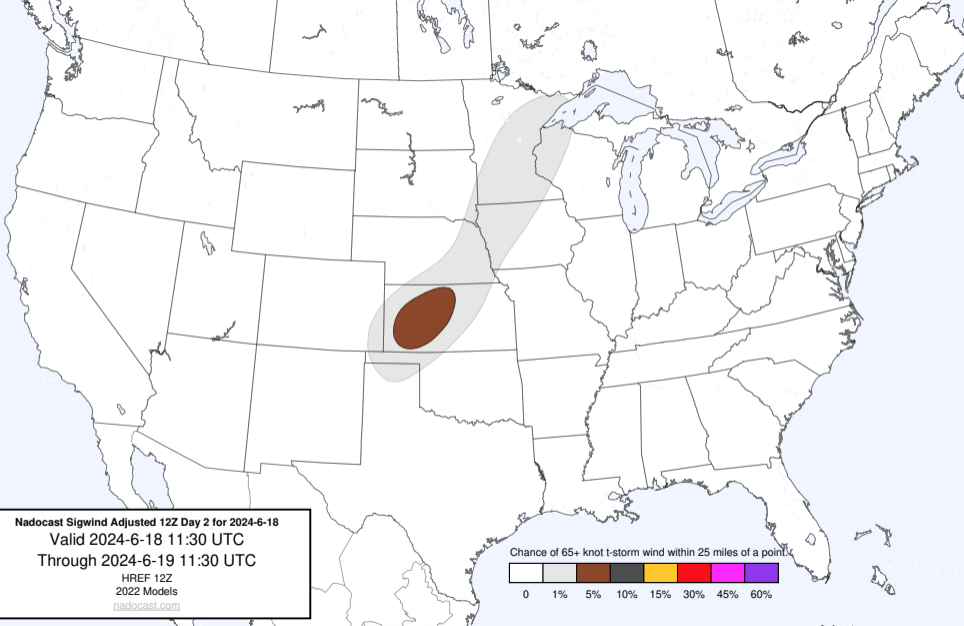 Nadocast Sigwind Adjusted 12Z Day 2 for 2024-6-18
Valid 2024-6-18 11:30 UTC
Through 2024-6-19 11:30 UTC
HREF 12Z
2022 Models
nadocast.com
Chance of 65+ knot t-storm wind within 25 miles of a point.
0 1% 5% 10% 15% 30% 45% 60%